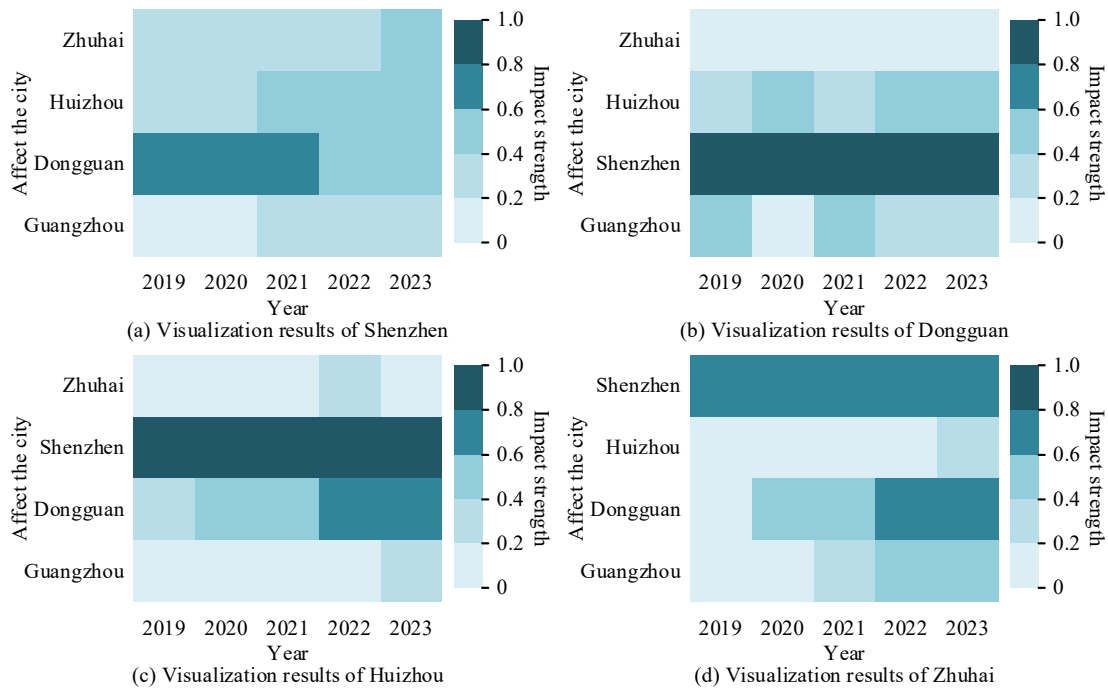 Affect the city
Zhuhai
Huizhou
Dongguan
Guangzhou
2019 2020 2021 2022 2023
Year
1.0
0.8
0.6
0.4
0.2
0
Impact strength
(a) Visualization results of Shenzhen
Affect the city
Zhuhai
Huizhou
Shenzhen
Guangzhou
2019 2020 2021 2022 2023
Year
1.0
0.8
0.6
0.4
0.2
0
Impact strength
(b) Visualization results of Dongguan
Affect the city
Zhuhai
Shenzhen
Dongguan
Guangzhou
2019 2020 2021 2022 2023
Year
1.0
0.8
0.6
0.4
0.2
0
Impact strength
(c) Visualization results of Huizhou
Affect the city
Shenzhen
Huizhou
Dongguan
Guangzhou
2019 2020 2021 2022 2023
Year
1.0
0.8
0.6
0.4
0.2
0
Impact strength
(d) Visualization results of Zhuhai